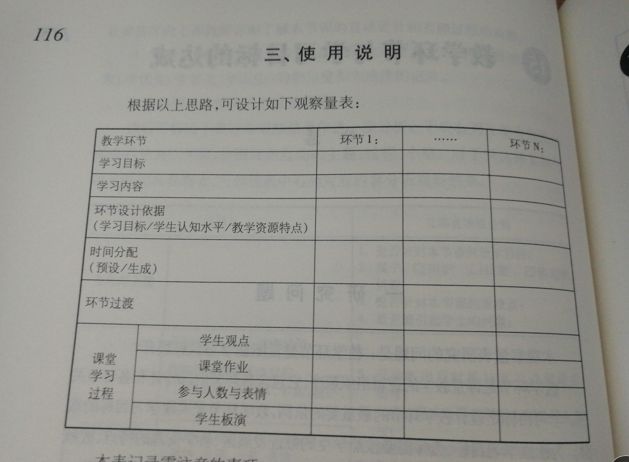 116
三、使用说明
根据以上思路,可设计如下观察量表:
教学环节 环节1: …… 环节N:
学习目标
学习内容
环节设计依据
(学习目标/学生认知水平/教学资源特点)
时间分配
(预设/生成)
环节过渡
课堂
学习
过程
学生观点
课堂作业
参与人数与表情
学生板演